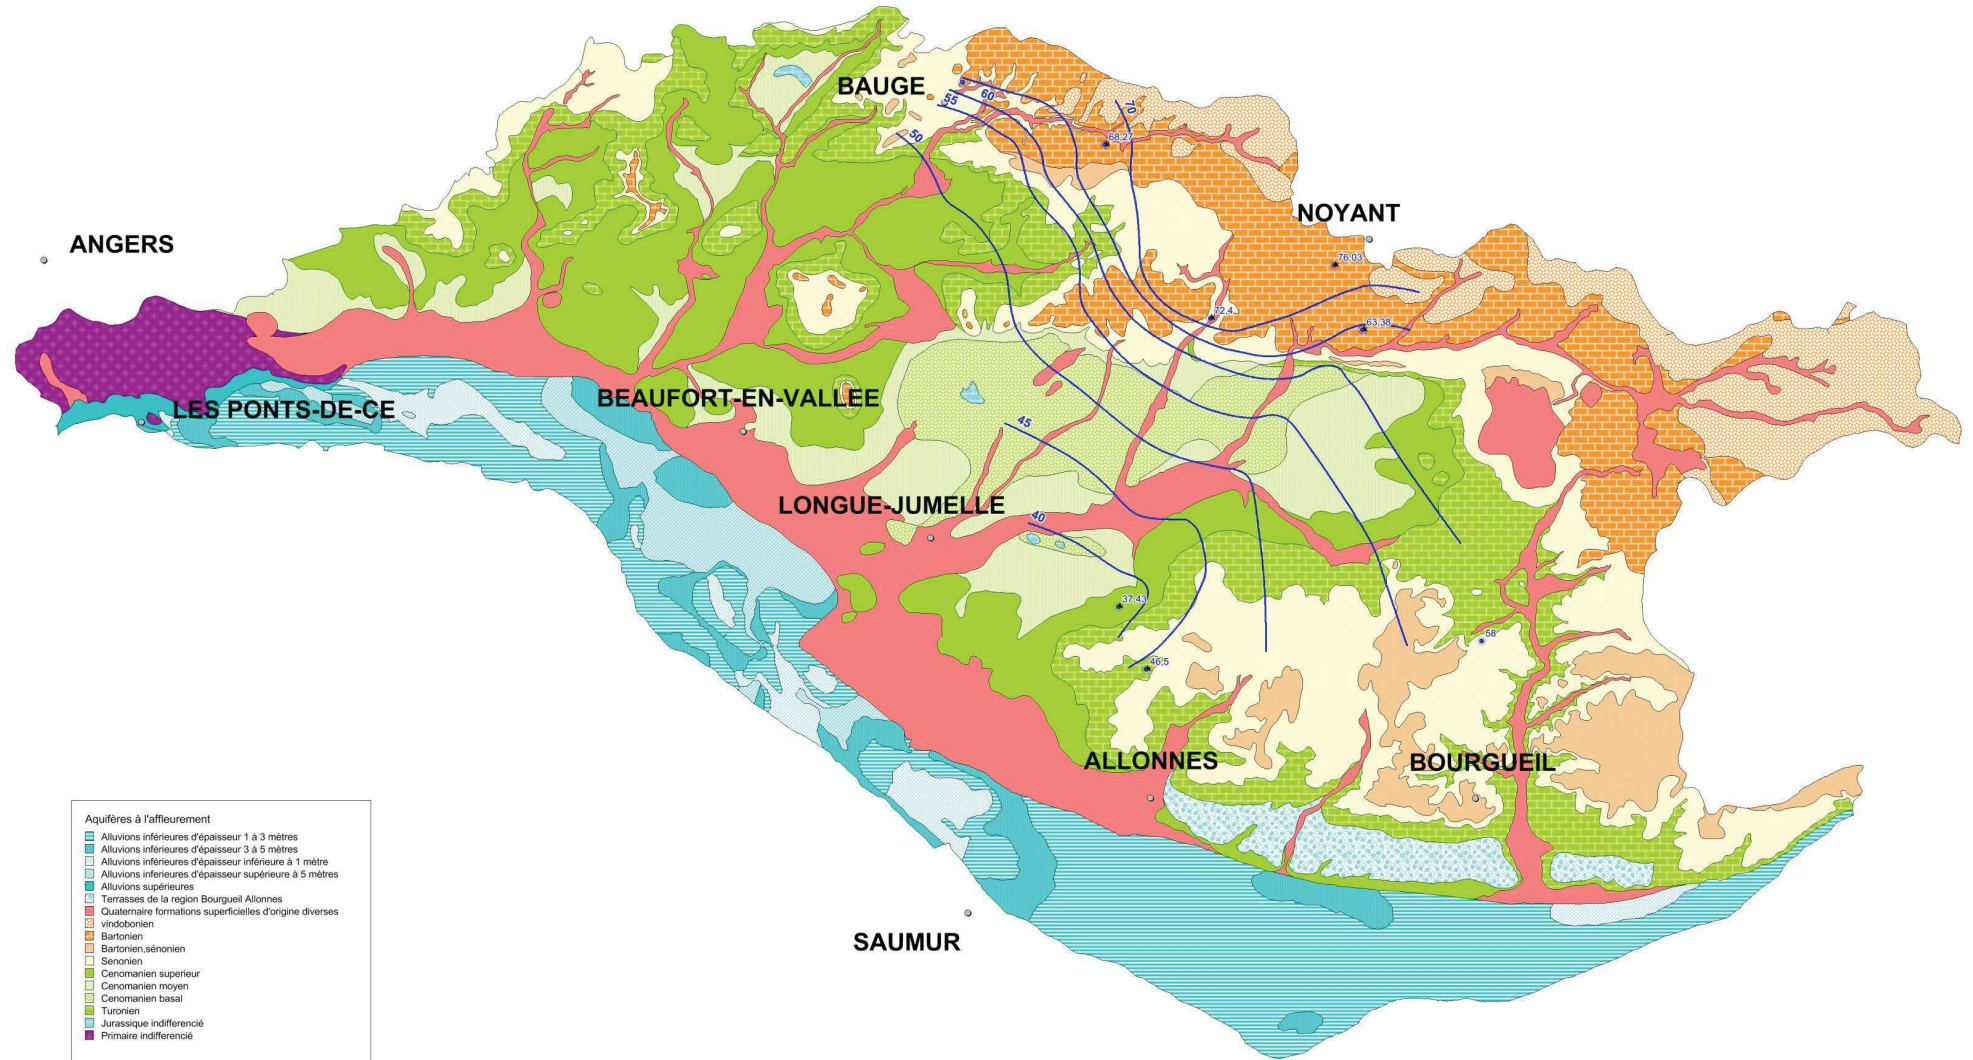 BAUGE
55
60
70
50
68,27
NOYANT
ANGERS
76,03
72,4
63,38
BEAUFORT-EN-VALLEE
LES PONTS-DE-CE
45
LONGUE-JUMELLE
40
37,43
58
46,5
ALLONNES
BOURGUEIL
SAUMUR
Aquifères à l'affleurement
Alluvions inférieures d'épaisseur 1 à 3 mètres
Alluvions inférieures d'épaisseur 3 à 5 mètres
Alluvions inférieures d'épaisseur inférieure à 1 mètre
Alluvions inferieures d'épaisseur supérieure à 5 mètres
Alluvions supérieures
Terrasses de la region Bourgueil Allonnes
Quaternaire formations superficielles d'origine diverses
vindobonien
Bartonien
Bartonien,sénonien
Senonien
Cenomanien superieur
Cenomanien moyen
Cenomanien basal
Turonien
Jurassique indifferencié
Primaire indifferencié